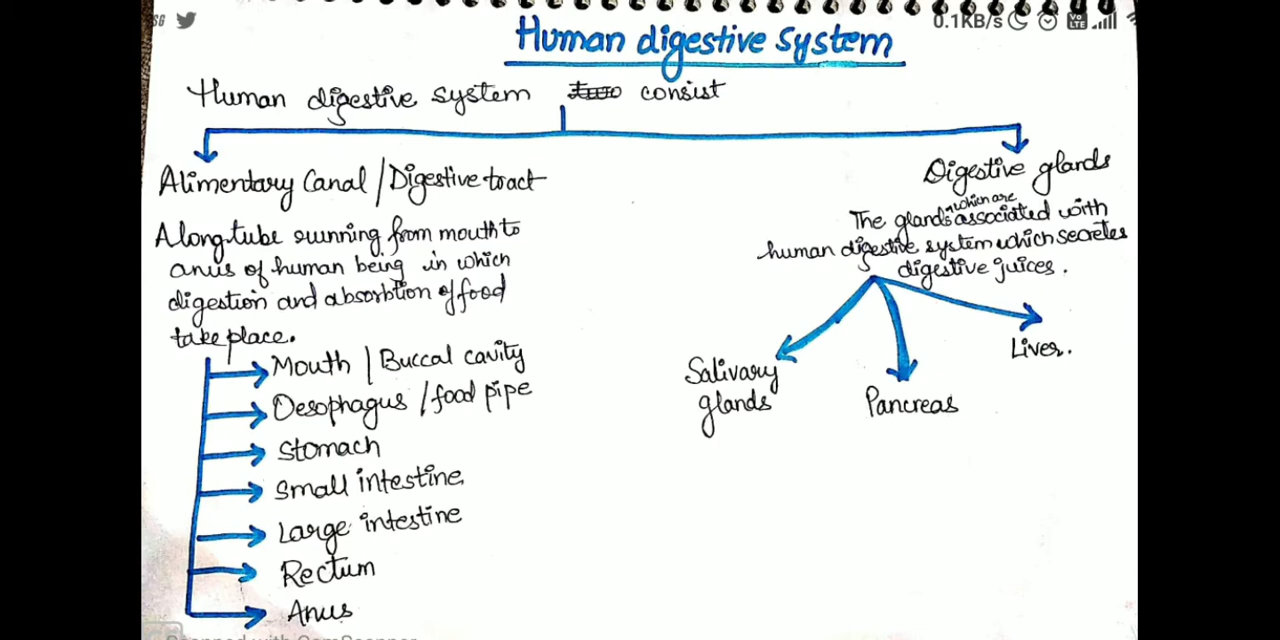 SG
0.1KB/s
Vo LTE
Human digestive system
Human digestive system consist
Alimentary Canal / Digestive tract
A long tube running from mouth to
anus of human being in which
digestion and absorbtion of food
take place.
Mouth / Buccal cavity
Oesophagus / food pipe
Stomach
Small intestine
Large intestine
Rectum
Anus
Digestive glands
which are
The glands associated with
human digestive system which secretes
digestive juices.
Salivary
glands
Pancreas
Liver.